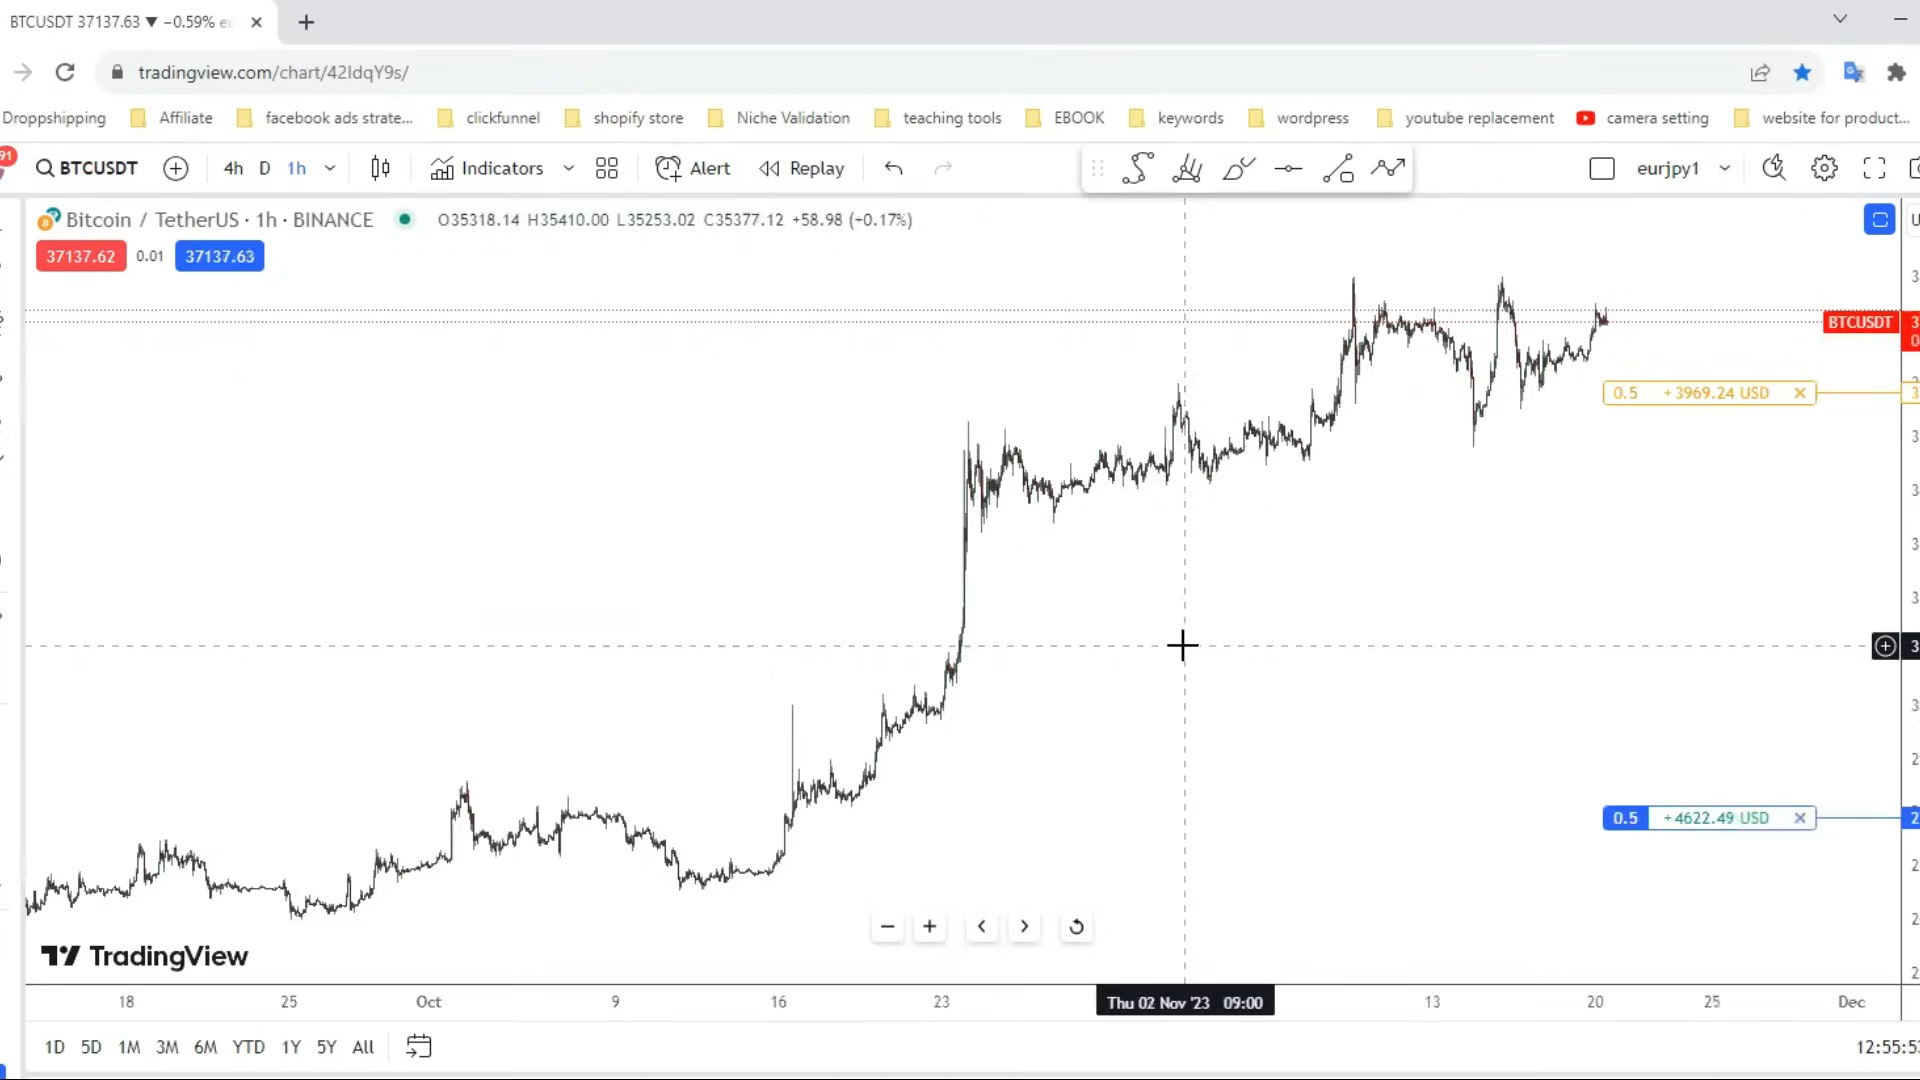 BTCUSDT 37137.63 ▼ −0.59%
tradingview.com/chart/42IdqY9s/
Droppshipping Affiliate facebook ads strate... clickfunnel shopify store Niche Validation teaching tools EBOOK keywords wordpress youtube replacement camera setting website for product...
91 BTCUSDT 4h D 1h Indicators Alert Replay eurjpy1
Bitcoin / TetherUS · 1h · BINANCE O35318.14 H35410.00 L35253.02 C35377.12 +58.98 (+0.17%)
37137.62 0.01 37137.63
BTCUSDT
0.5 +3969.24 USD
0.5 +4622.49 USD
TradingView
18 25 Oct 9 16 23 Thu 02 Nov '23 09:00 13 20 25 Dec
1D 5D 1M 3M 6M YTD 1Y 5Y All 12:55:53